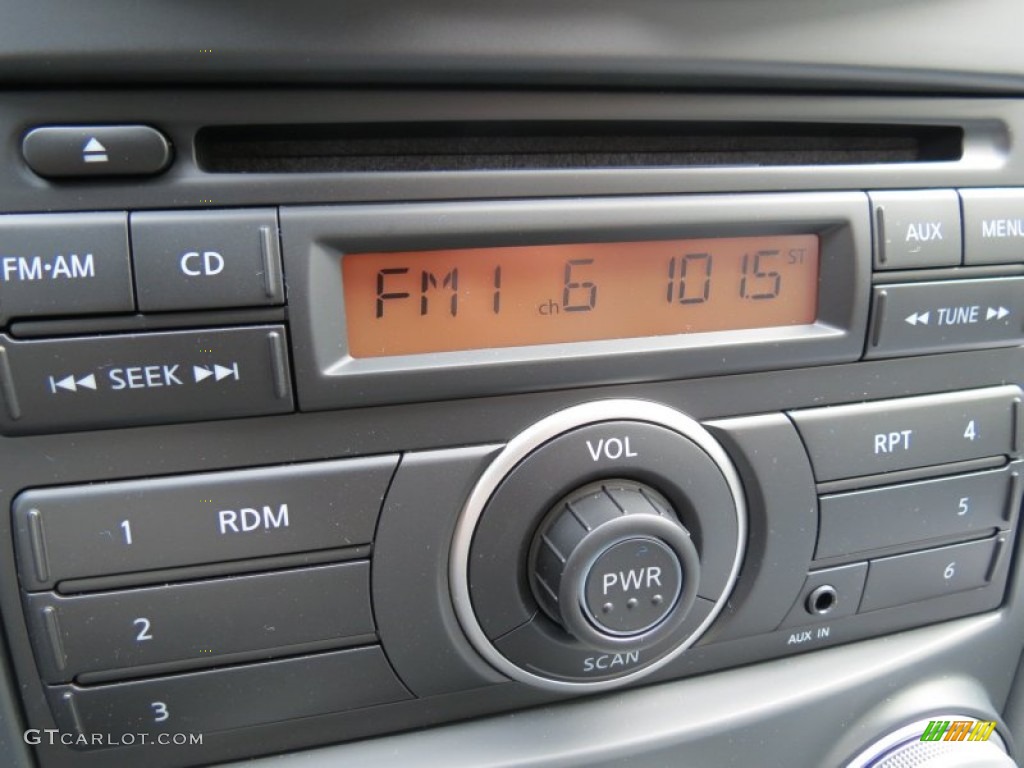 FM·AM CD FM1 ch 6 101.5 ST AUX MENU
SEEK TUNE
VOL
RPT 4
1 RDM
5
PWR
6
2
AUX IN
SCAN
3
GTCARLOT.COM